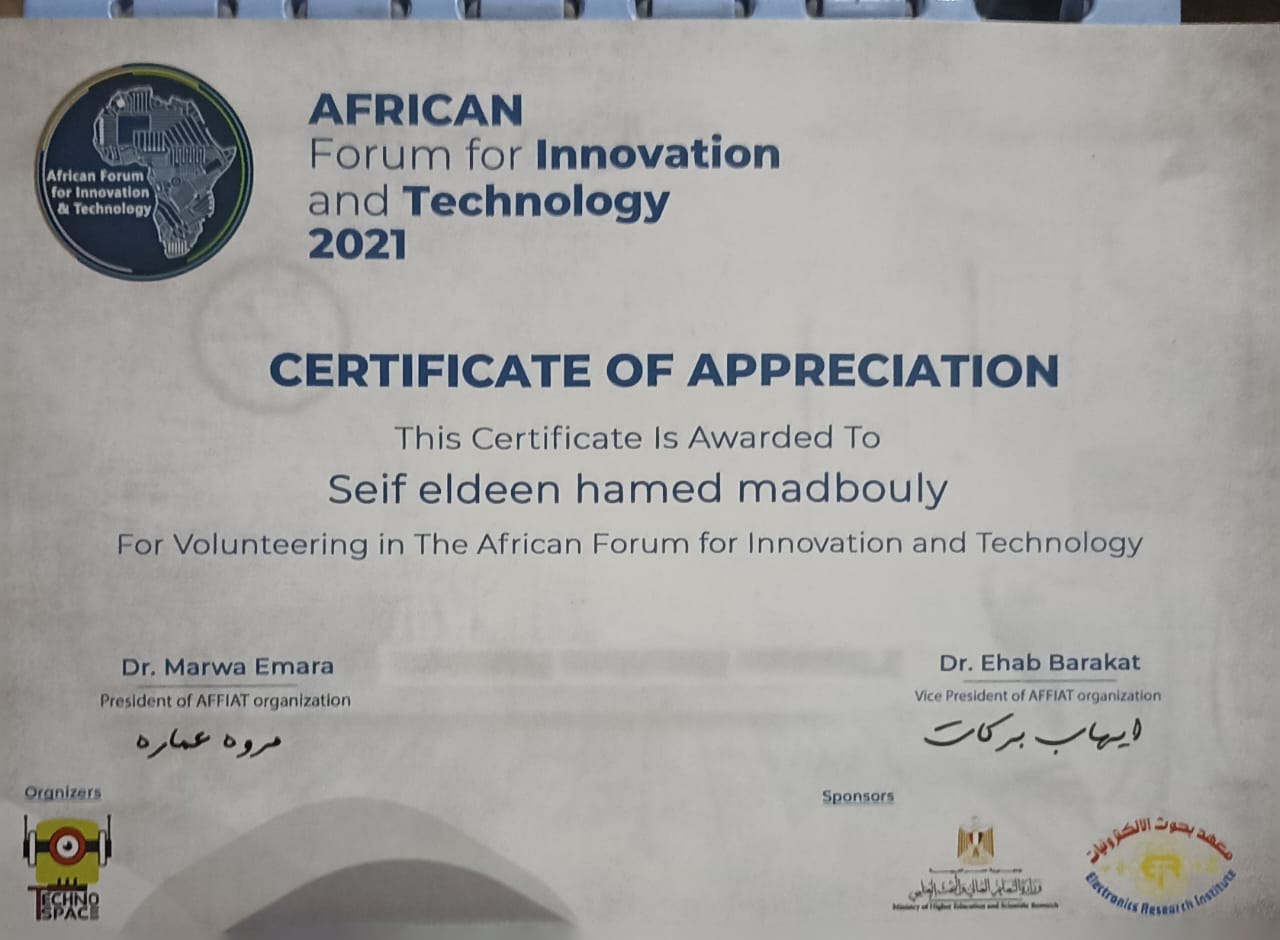 African Forum
for Innovation
& Technology
AFRICAN
Forum for Innovation
and Technology
2021
CERTIFICATE OF APPRECIATION
This Certificate Is Awarded To
Seif eldeen hamed madbouly
For Volunteering in The African Forum for Innovation and Technology
Dr. Marwa Emara
President of AFFIAT organization
مروه عماره
Dr. Ehab Barakat
Vice President of AFFIAT organization
ايهاب بركات
Orgnizers
TECHNO
SPACE
Sponsors
وزارة التعليم العالي والبحث العلمي
Ministry of Higher Education and Scientific Research
معهد بحوث الالكترونيات
Electronics Research Institute